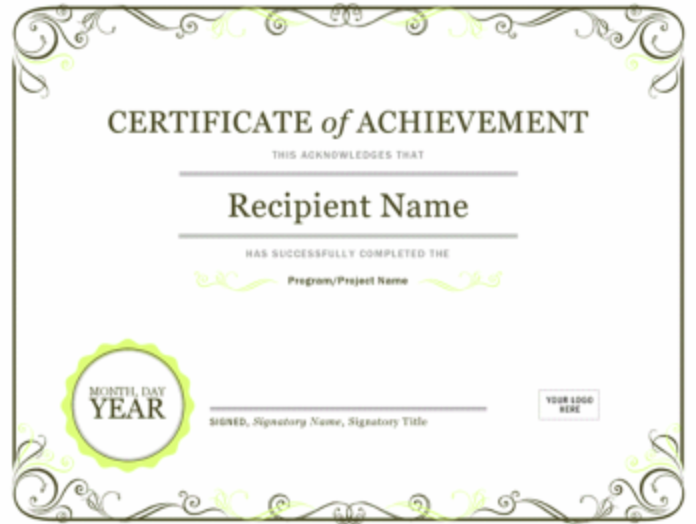 CERTIFICATE of ACHIEVEMENT
THIS ACKNOWLEDGES THAT
Recipient Name
HAS SUCCESSFULLY COMPLETED THE
Program/Project Name
MONTH, DAY
YEAR
SIGNED, Signatory Name, Signatory Title
YOUR LOGO
HERE